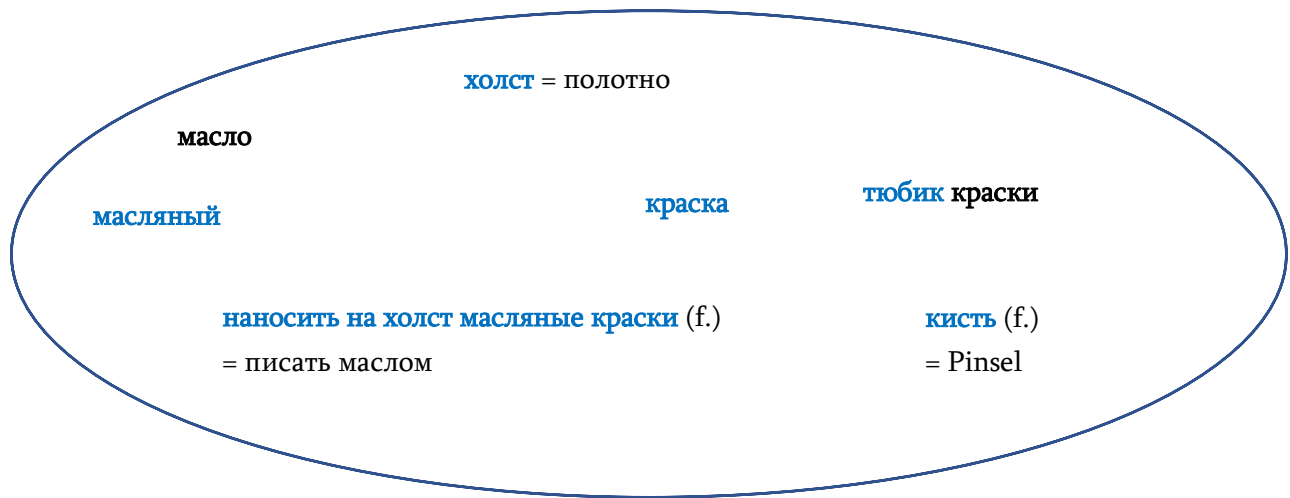 холст = полотно
масло
масляный
краска
тюбик краски
наносить на холст масляные краски (f.)
= писать маслом
кисть (f.)
= Pinsel